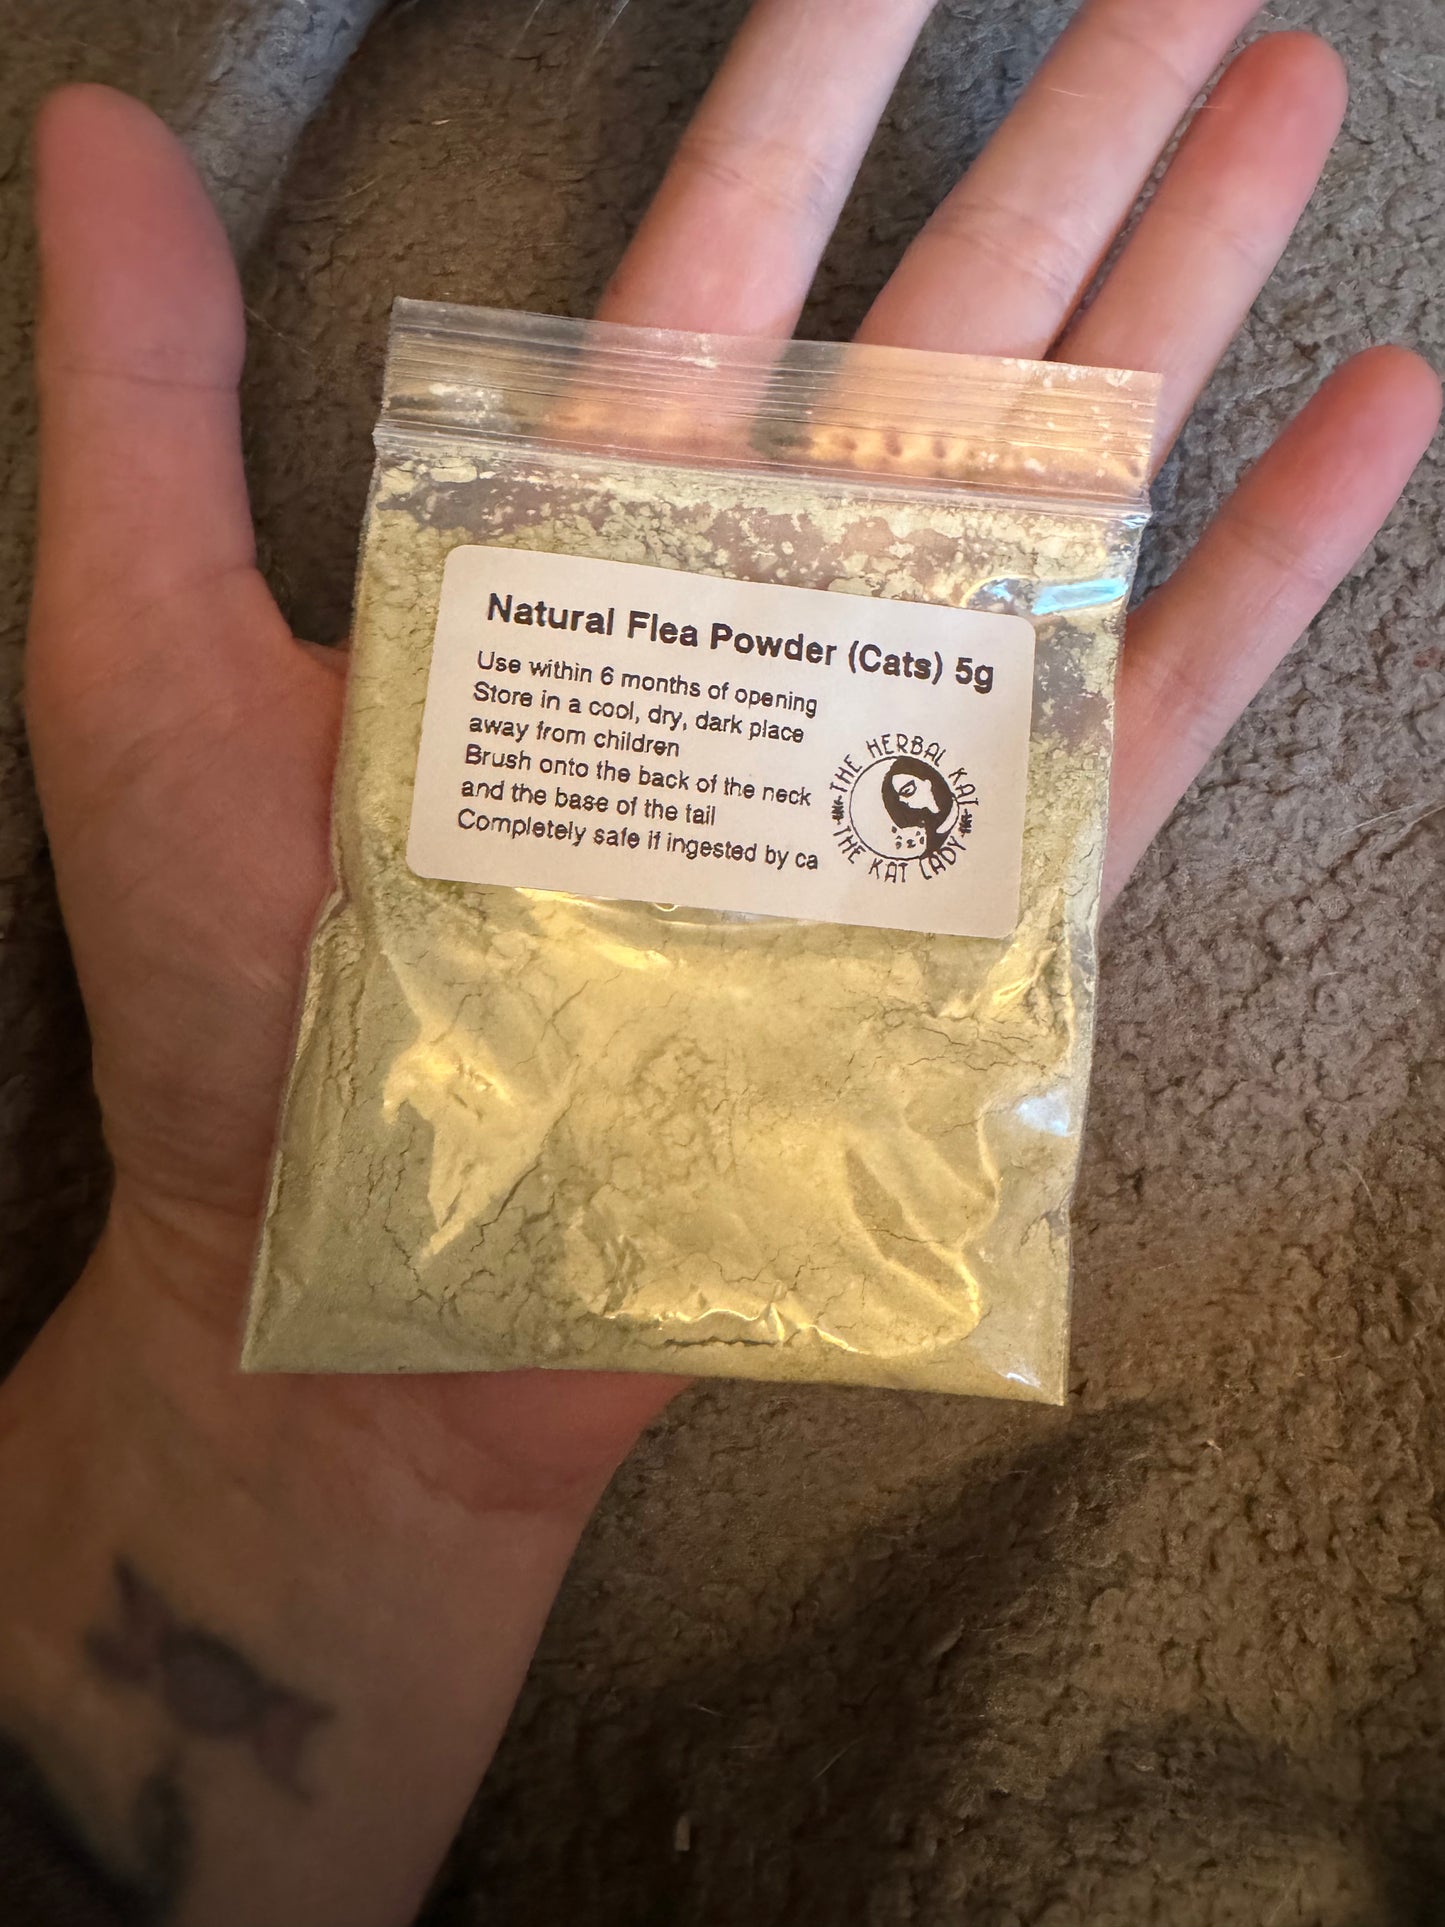 Natural Flea Powder (Cats) 5g
Use within 6 months of opening
Store in a cool, dry, dark place
away from children
Brush onto the back of the neck
and the base of the tail
Completely safe if ingested by ca
THE HERBAL KAT
THE KAT LADY